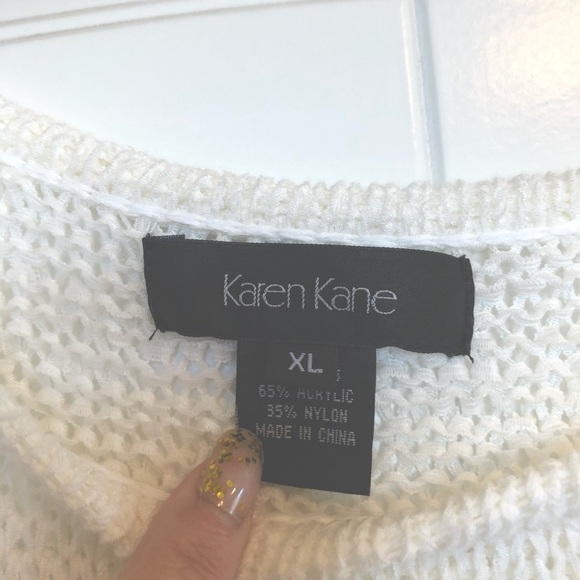 Karen Kane
XL
65% ACRYLIC
35% NYLON
MADE IN CHINA